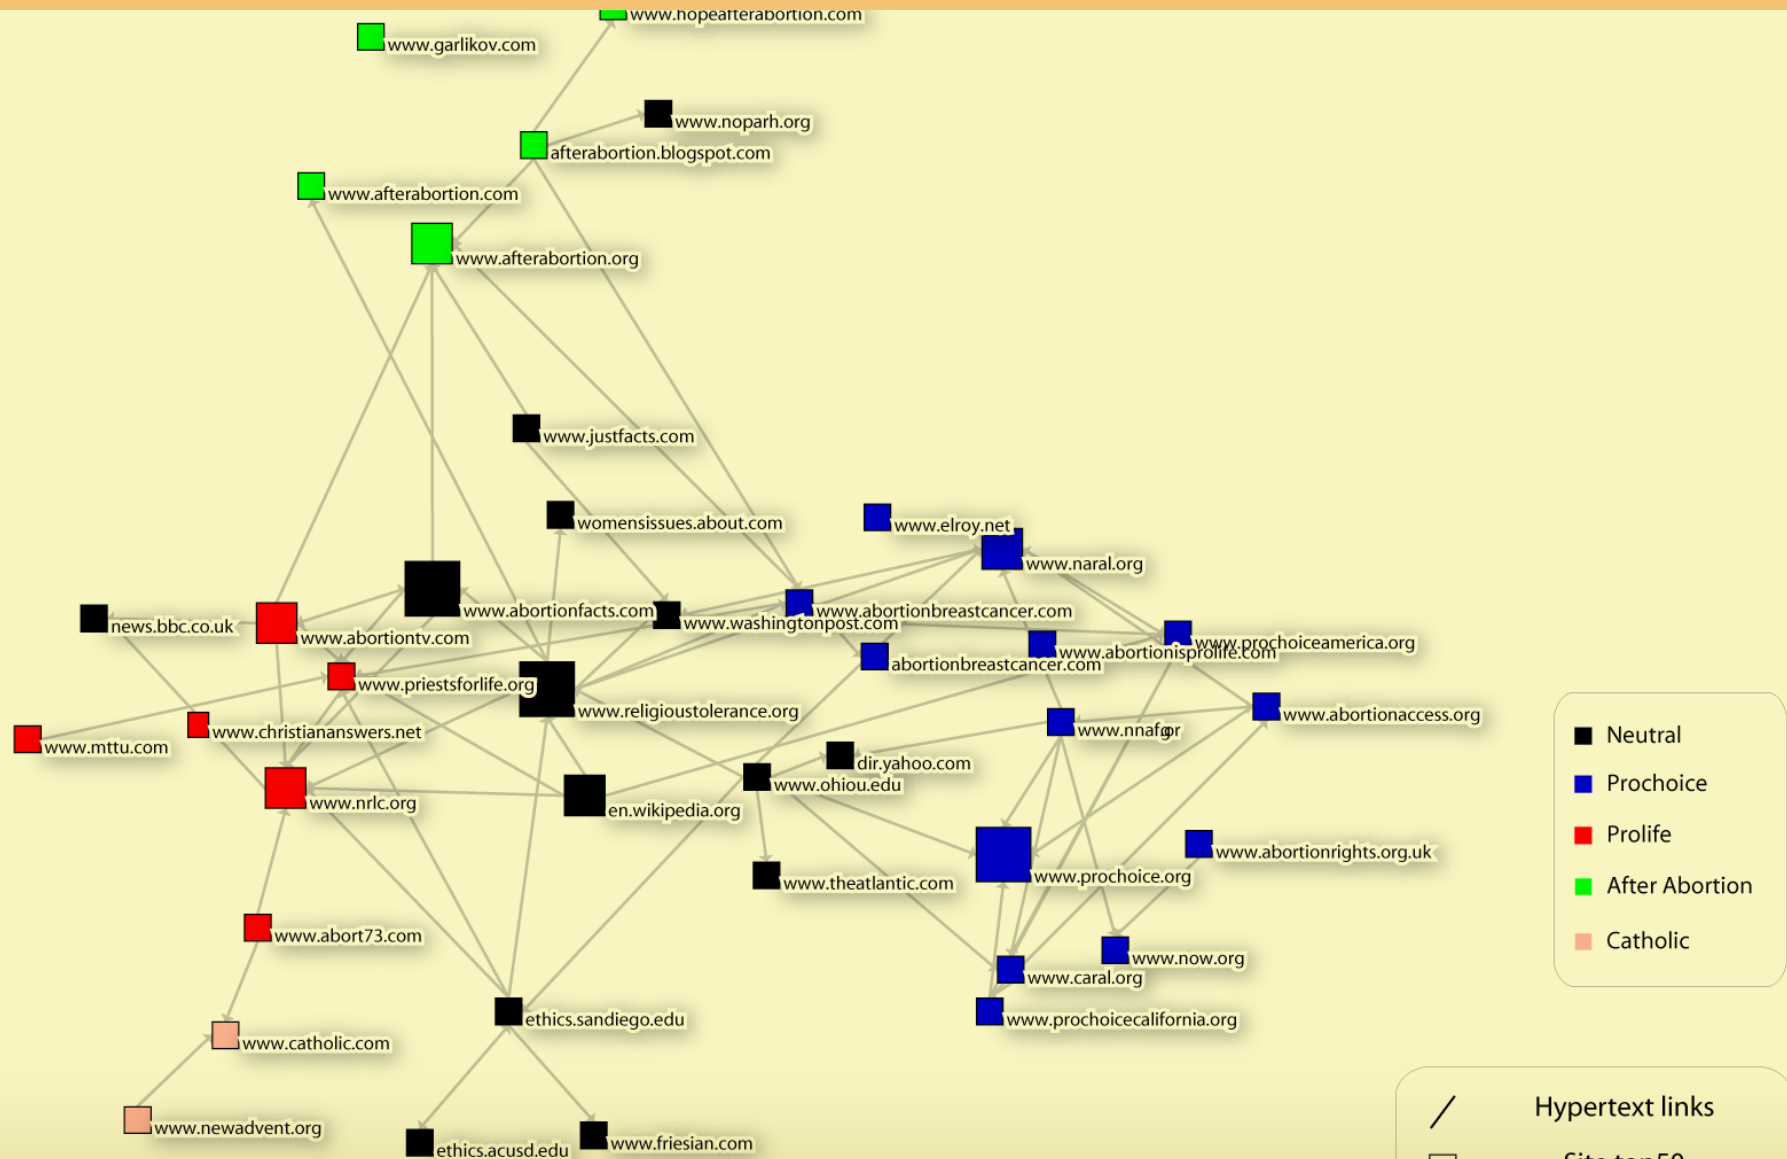 www.hopeafterabortion.com
www.garlikov.com
www.noparh.org
afterabortion.blogspot.com
www.afterabortion.com
www.afterabortion.org
www.justfacts.com
womensissues.about.com
www.elroy.net
www.naral.org
www.abortionfacts.com
www.abortionbreastcancer.com
www.washingtonpost.com
news.bbc.co.uk
www.abortiontv.com
www.prochoiceamerica.org
www.abortionisprolife.com
abortionbreastcancer.com
www.priestsforlife.org
www.religioustolerance.org
www.abortionaccess.org
www.christiananswers.net
www.mttu.com
dir.yahoo.com
www.ohiou.edu
www.nrlc.org
en.wikipedia.org
www.abortionrights.org.uk
www.prochoice.org
www.theatlantic.com
www.abort73.com
www.now.org
www.caral.org
ethics.sandiego.edu
www.prochoicecalifornia.org
www.catholic.com
www.newadvent.org
ethics.acusd.edu
www.friesian.com
Neutral
Prochoice
Prolife
After Abortion
Catholic
Hypertext links
Site top50